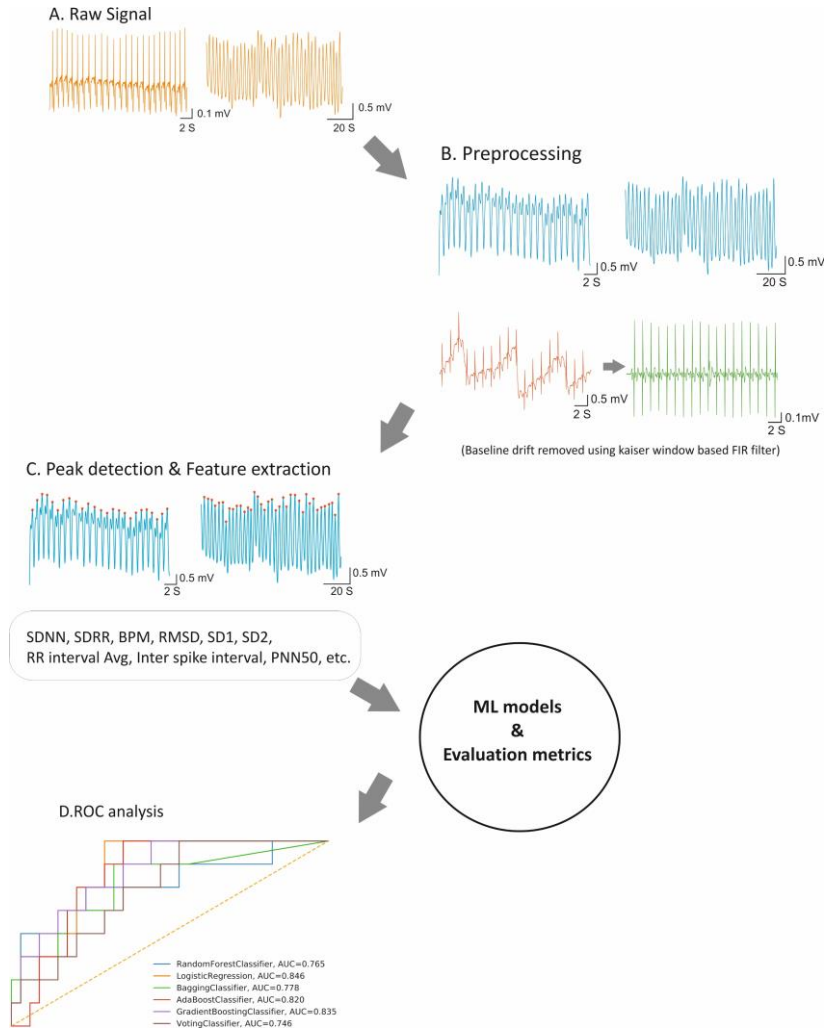 A. Raw Signal
0.1 mV
2 S
0.5 mV
20 S
B. Preprocessing
0.5 mV
2 S
0.5 mV
20 S
0.5 mV
2 S
0.1mV
2 S
(Baseline drift removed using kaiser window based FIR filter)
C. Peak detection & Feature extraction
0.5 mV
2 S
0.5 mV
20 S
SDNN, SDRR, BPM, RMSD, SD1, SD2,
RR interval Avg, Inter spike interval, PNN50, etc.
ML models
&
Evaluation metrics
D.ROC analysis
RandomForestClassifier, AUC=0.765
LogisticRegression, AUC=0.846
BaggingClassifier, AUC=0.778
AdaBoostClassifier, AUC=0.820
GradientBoostingClassifier, AUC=0.835
VotingClassifier, AUC=0.746